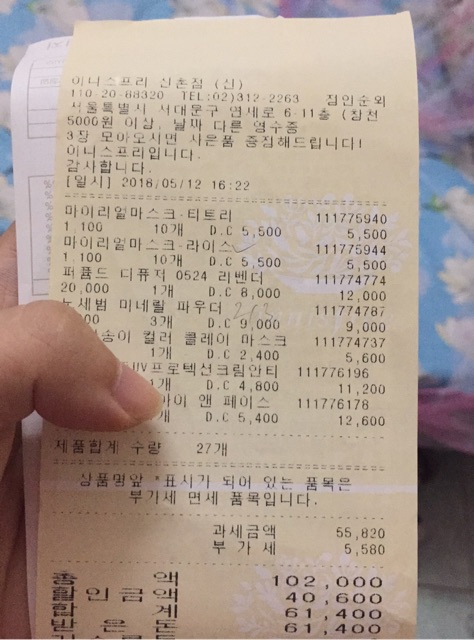 이니스프리 신촌점 (신)
110-20-88320 TEL:02)312-2263 점인순외
서울특별시 서대문구 연세로 6-11층 (창천
5000원 이상, 날짜 다른 영수증
3장 모아오시면 사은품 증정해드립니다!
이니스프리입니다.
감사합니다.
[일시] 2018/05/12 16:22
마이리얼마스크-티트리 111775940
1,100 10개 D.C 5,500 5,500
마이리얼마스크-라이스 111775944
1,100 10개 D.C 5,500 5,500
퍼퓸드 디퓨저 0524 라벤더 111774774
20,000 1개 D.C 8,000 12,000
노세범 미네랄 파우더 111774787
000 3개 D.C 9,000 9,000
송이 컬러 클레이 마스크 111774737
1개 D.C 2,400 5,600
UV프로텍션크림안티 111776196
1개 D.C 4,800 11,200
아이 앤 페이스 111776178
개 D.C 5,400 12,600
제품합계 수량 27개
상품명앞 *표시가 되어 있는 품목은
부가세 면세 품목입니다.
과세금액 55,820
부 가 세 5,580
총 액 102,000
할 인 금 액 40,600
합 계 61,400
받 은 돈 61,400